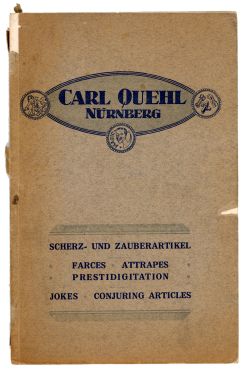 CARL QUEHL
NÜRNBERG
SCHERZ- UND ZAUBERARTIKEL
FARCES · ATTRAPES
PRESTIDIGITATION
JOKES · CONJURING ARTICLES